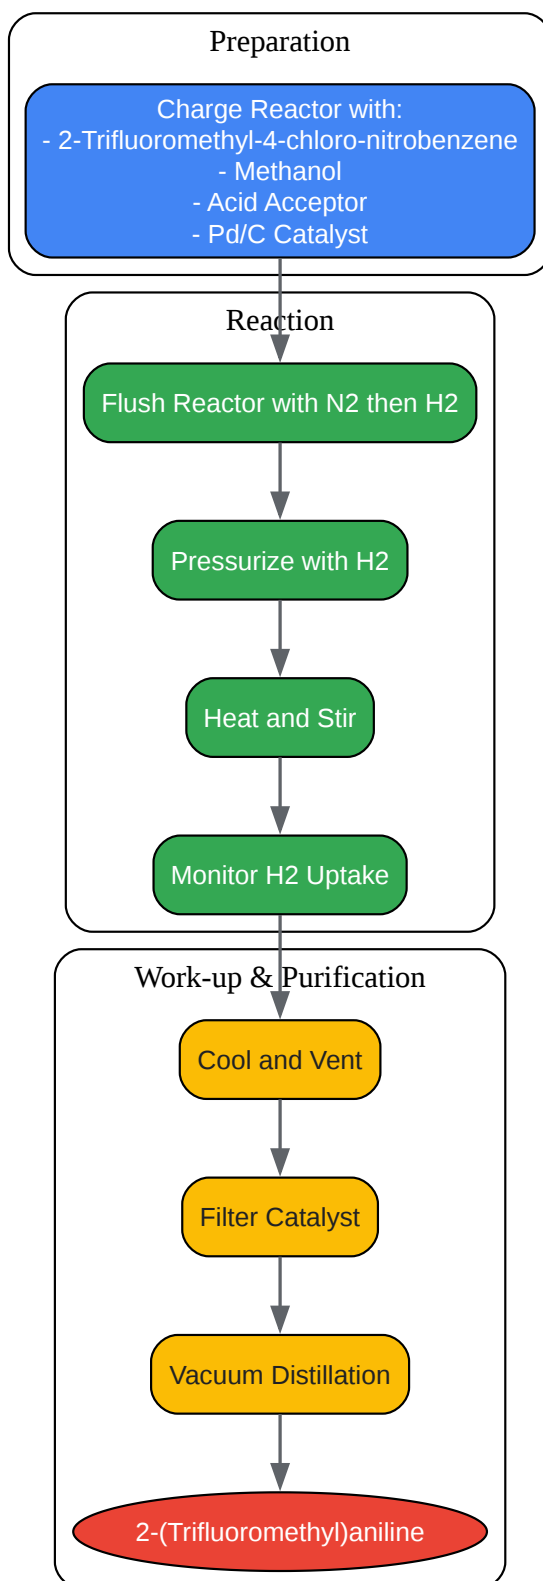 Preparation
Charge Reactor with:
- 2-Trifluoromethyl-4-chloro-nitrobenzene
- Methanol
- Acid Acceptor
- Pd/C Catalyst
Reaction
Flush Reactor with N2 then H2
Pressurize with H2
Heat and Stir
Monitor H2 Uptake
Work-up & Purification
Cool and Vent
Filter Catalyst
Vacuum Distillation
2-(Trifluoromethyl)aniline